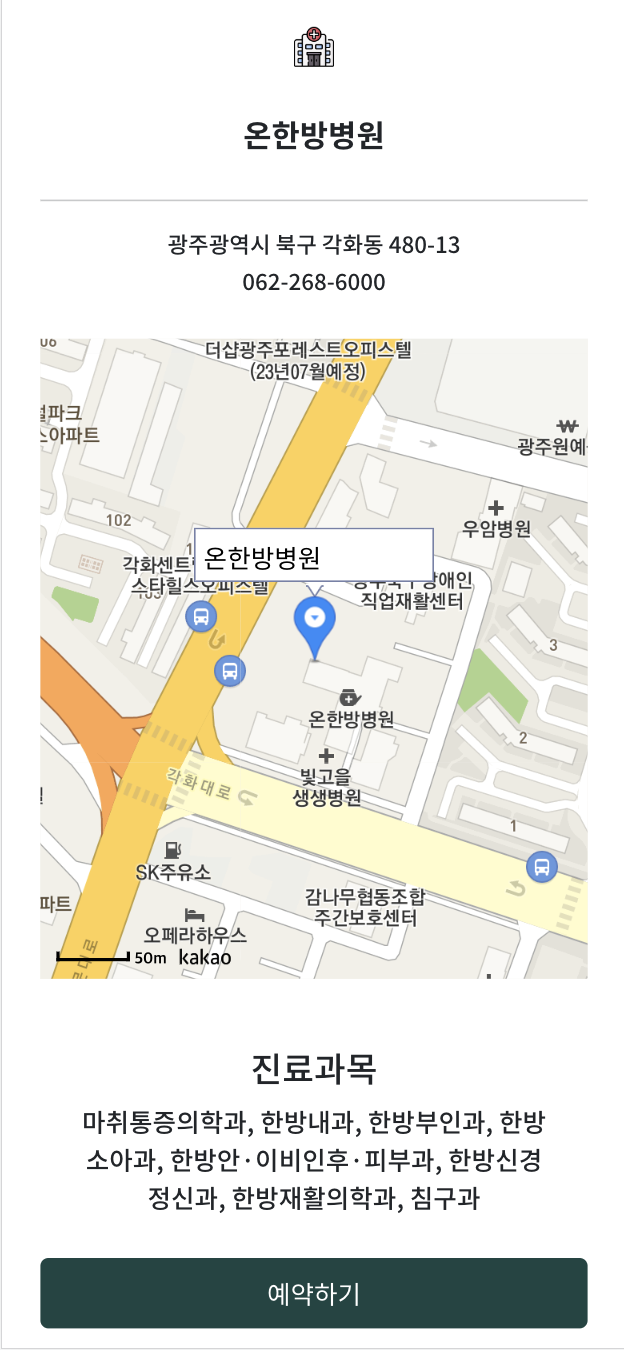 온한방병원
광주광역시 북구 각화동 480-13
062-268-6000
더샵광주포레스트오피스텔
(23년07월예정)
광주원예
소아파트
102
우암병원
온한방병원
스타힐스오피스텔
직업재활센터
3
온한방병원
2
빛고을
생생병원
각화대로
1
SK주유소
감나무협동조합
주간보호센터
파트
오페라하우스
50m kakao
진료과목
마취통증의학과, 한방내과, 한방부인과, 한방
소아과, 한방안·이비인후·피부과, 한방신경
정신과, 한방재활의학과, 침구과
예약하기